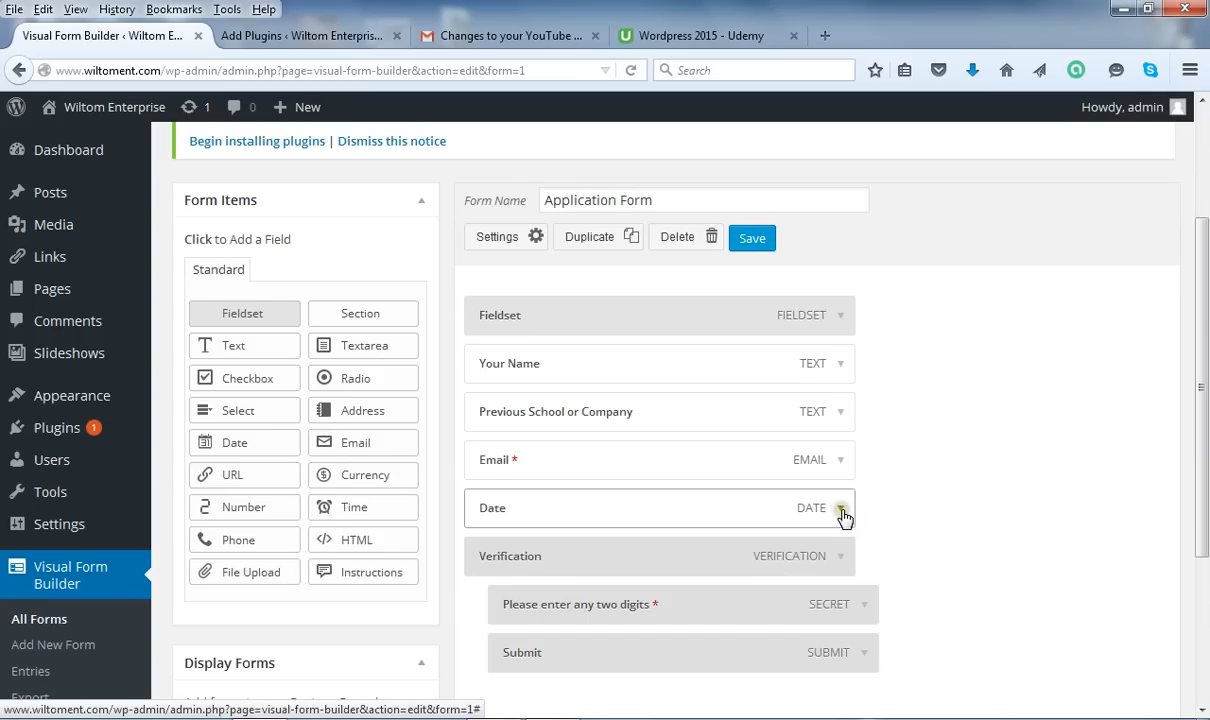 File Edit View History Bookmarks Tools Help
Visual Form Builder ‹ Wiltom E... Add Plugins ‹ Wiltom Enterpris... Changes to your YouTube ... Wordpress 2015 - Udemy
www.wiltoment.com/wp-admin/admin.php?page=visual-form-builder&action=edit&form=1 Search
Wiltom Enterprise 1 0 New Howdy, admin
Begin installing plugins | Dismiss this notice
Dashboard
Posts
Media
Links
Pages
Comments
Slideshows
Appearance
Plugins 1
Users
Tools
Settings
Visual Form
Builder
All Forms
Add New Form
Entries
Export
Form Items
Click to Add a Field
Standard
Fieldset Section
Text Textarea
Checkbox Radio
Select Address
Date Email
URL Currency
Number Time
Phone HTML
File Upload Instructions
Display Forms
Form Name Application Form
Settings Duplicate Delete Save
Fieldset FIELDSET
Your Name TEXT
Previous School or Company TEXT
Email * EMAIL
Date DATE
Verification VERIFICATION
Please enter any two digits * SECRET
Submit SUBMIT
www.wiltoment.com/wp-admin/admin.php?page=visual-form-builder&action=edit&form=1#